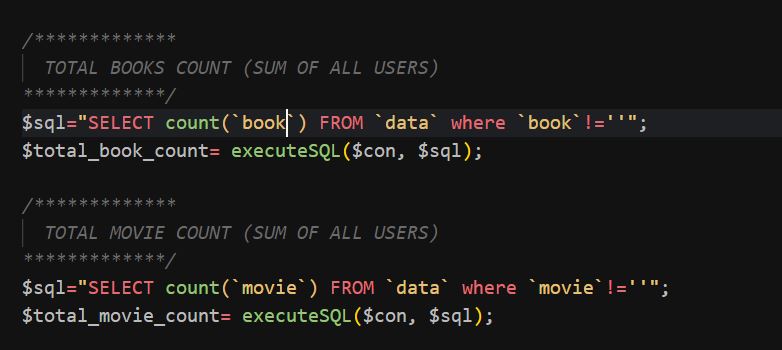 /*************
TOTAL BOOKS COUNT (SUM OF ALL USERS)
*************/
$sql="SELECT count(`book`) FROM `data` where `book`!=''";
$total_book_count= executeSQL($con, $sql);
/*************
TOTAL MOVIE COUNT (SUM OF ALL USERS)
*************/
$sql="SELECT count(`movie`) FROM `data` where `movie`!=''";
$total_movie_count= executeSQL($con, $sql);